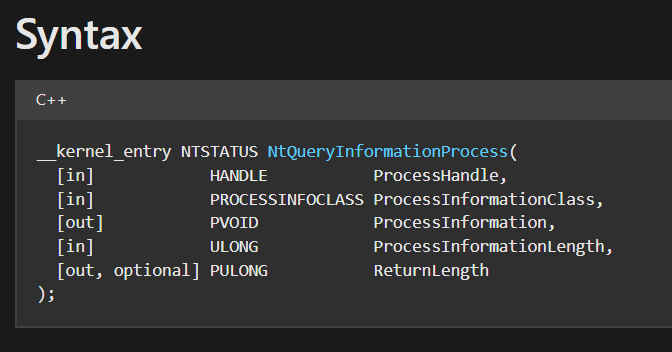 Syntax
C++
__kernel_entry NTSTATUS NtQueryInformationProcess(
[in] HANDLE ProcessHandle,
[in] PROCESSINFOCLASS ProcessInformationClass,
[out] PVOID ProcessInformation,
[in] ULONG ProcessInformationLength,
[out, optional] PULONG ReturnLength
);